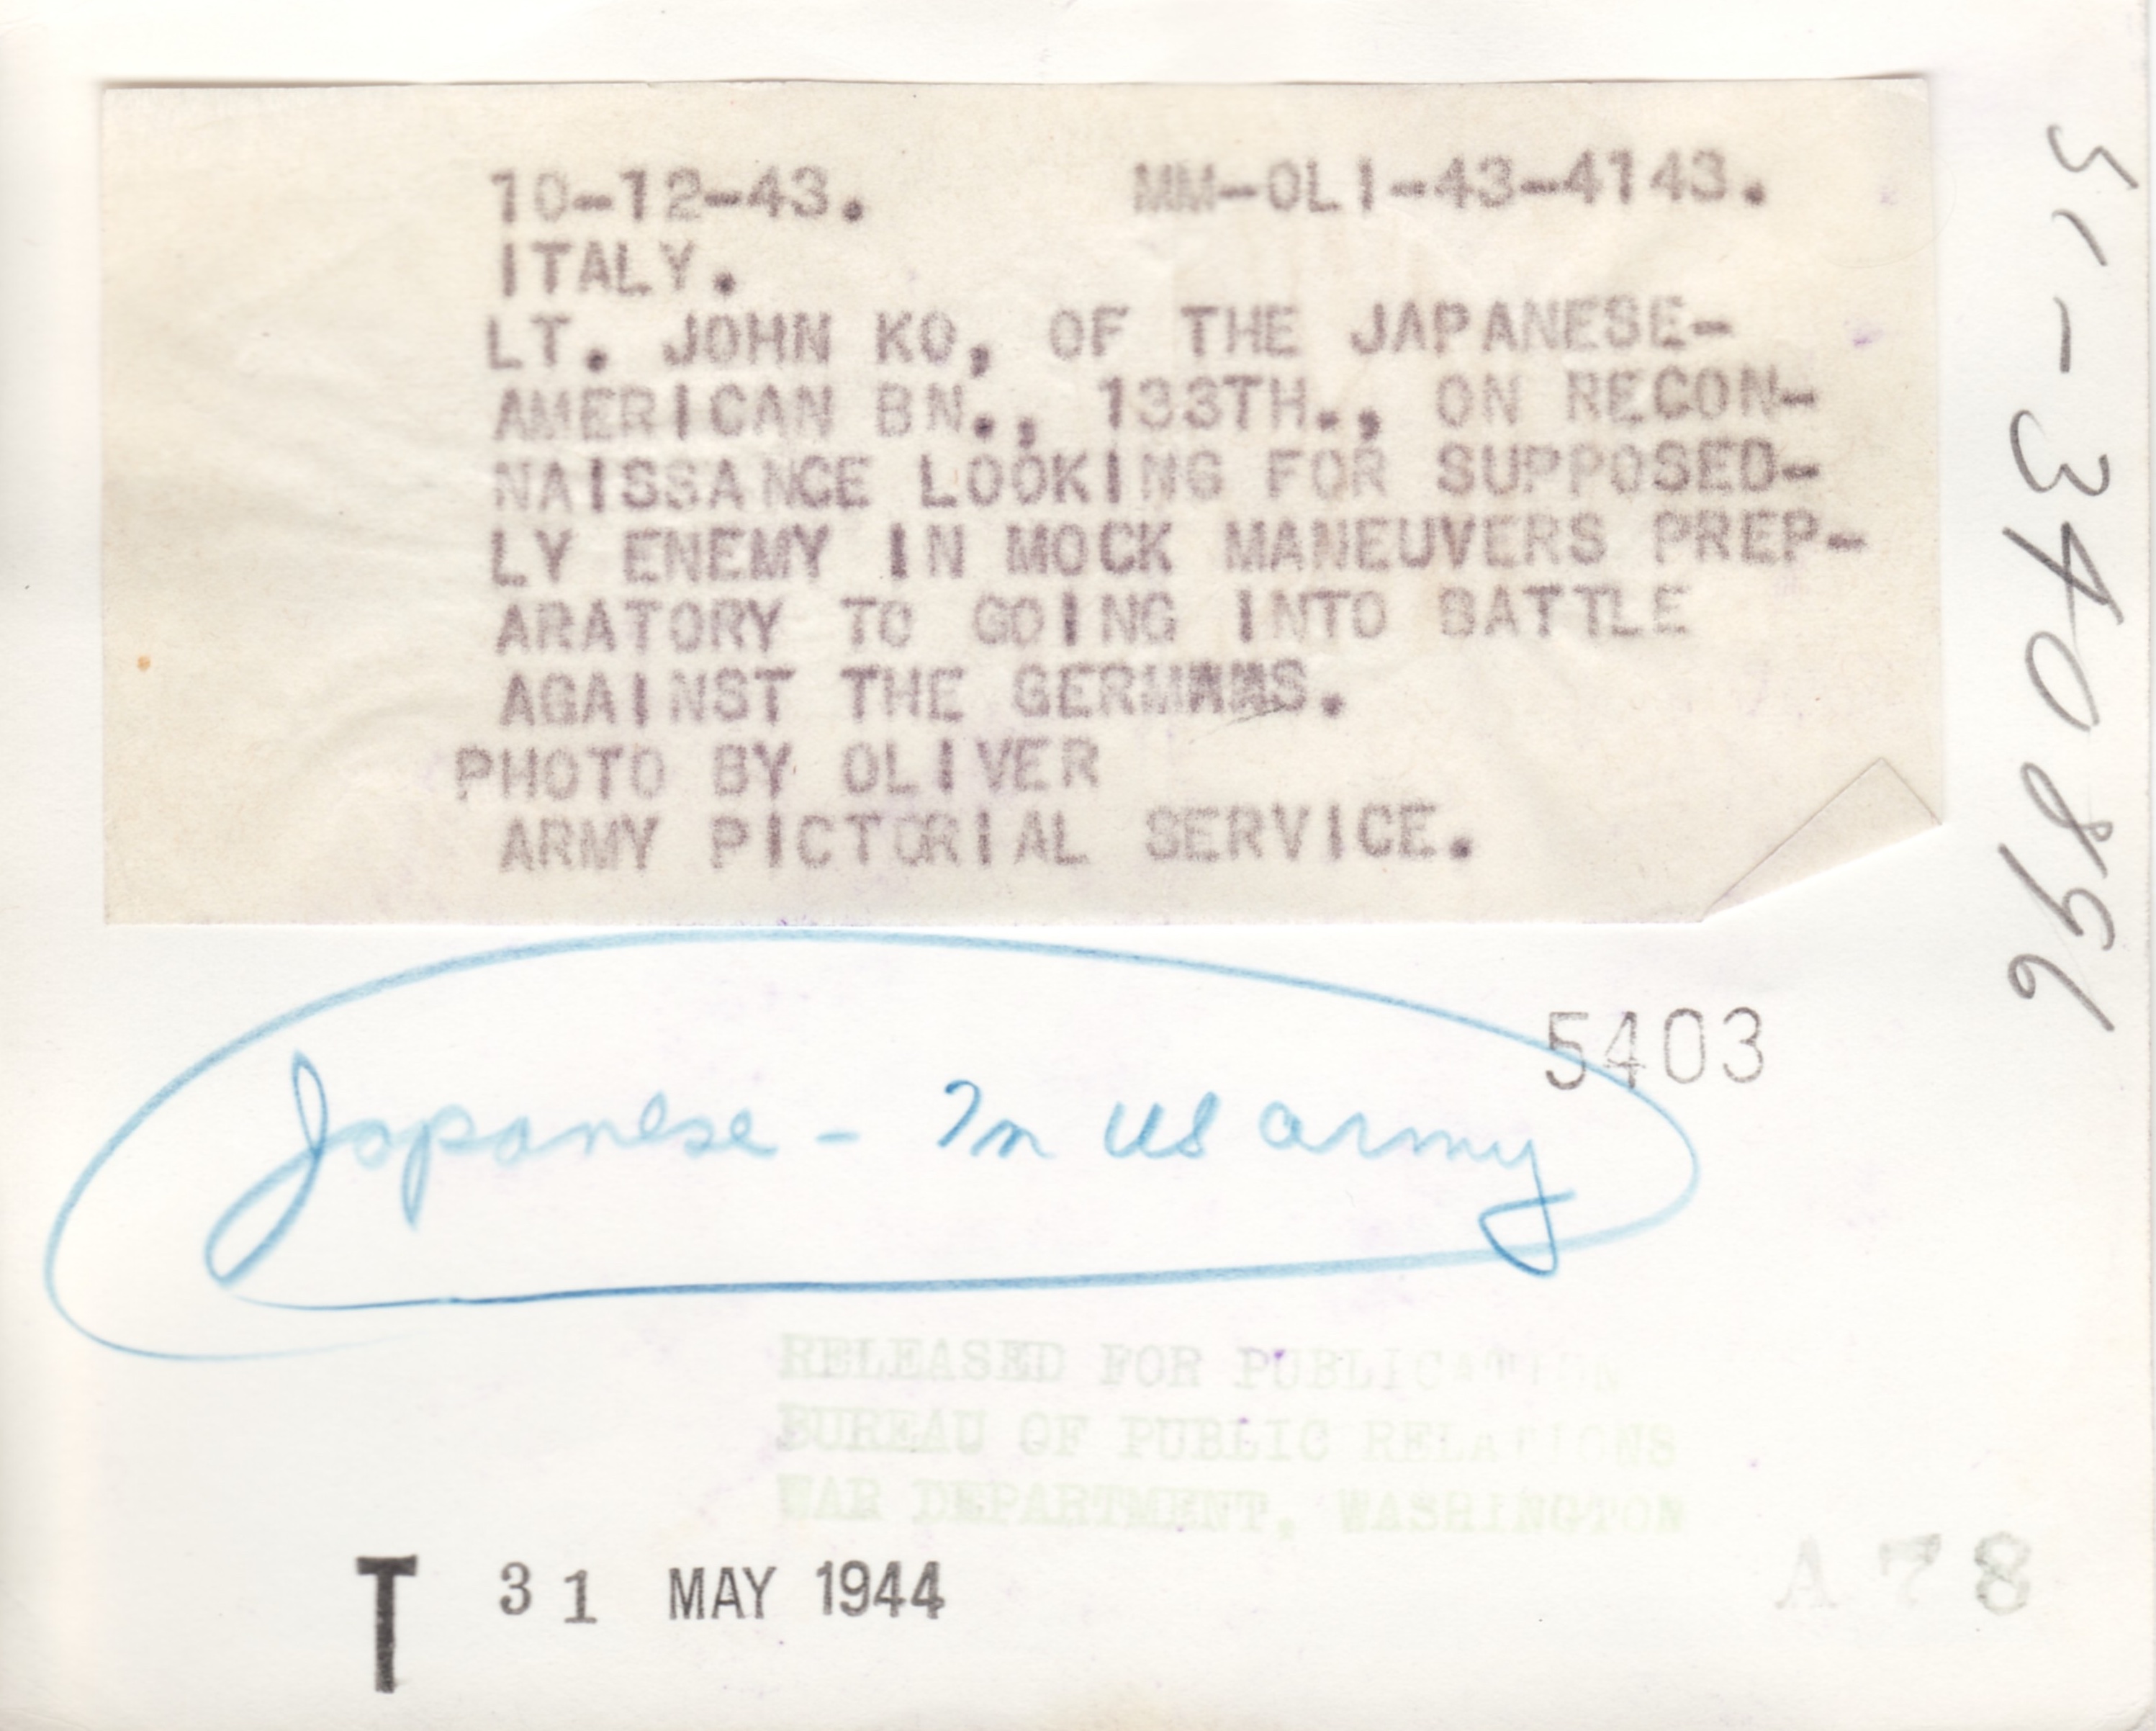 10-12-43. MM-OLI-43-4143.
ITALY.
LT. JOHN KO, OF THE JAPANESE-
AMERICAN BN., 133TH., ON RECON-
NAISSANCE LOOKING FOR SUPPOSED-
LY ENEMY IN MOCK MANEUVERS PREP-
ARATORY TO GOING INTO BATTLE
AGAINST THE GERMANS.
PHOTO BY OLIVER
ARMY PICTORIAL SERVICE.
SC-340896
5403
Japanese - In US army
RELEASED FOR PUBLICATION
BUREAU OF PUBLIC RELATIONS
WAR DEPARTMENT, WASHINGTON
T 31 MAY 1944
A78